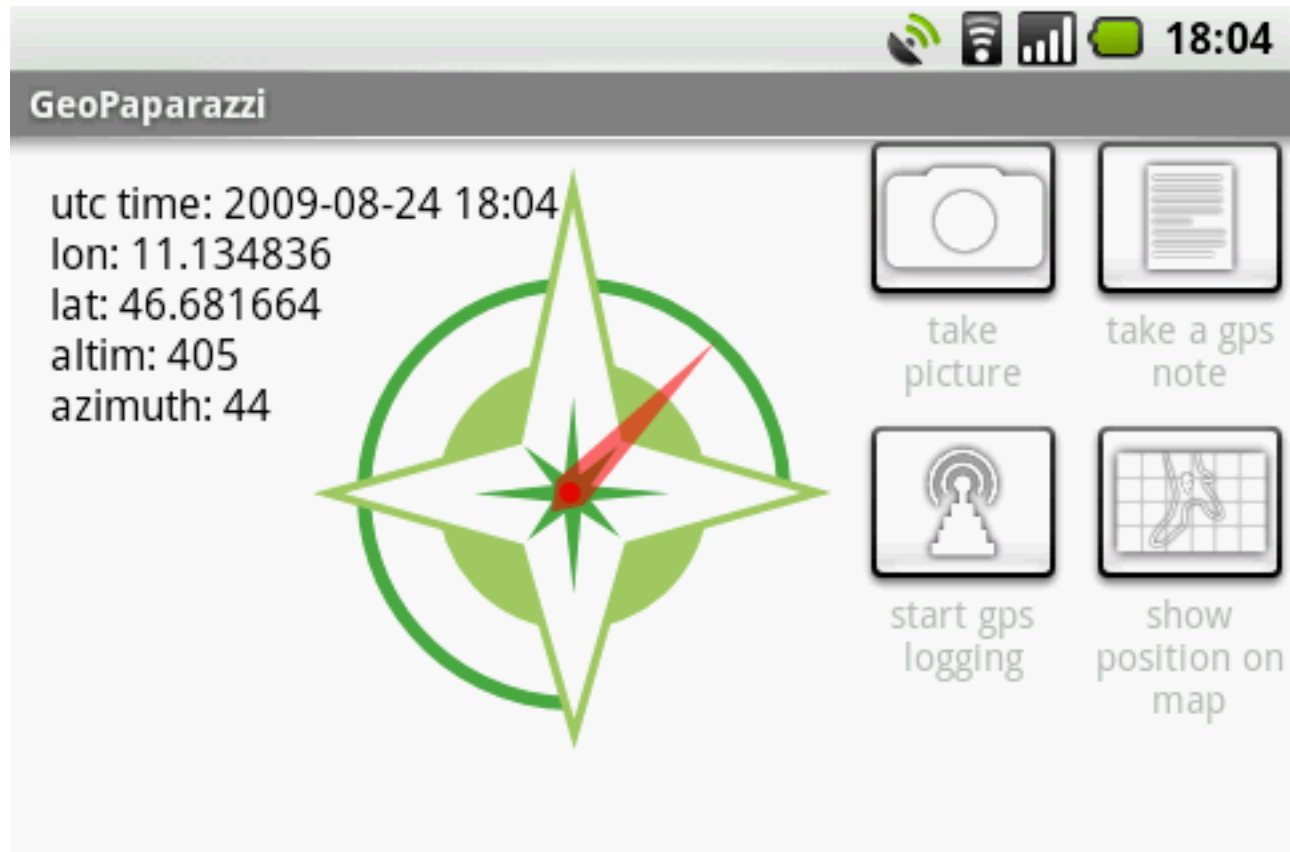 18:04
GeoPaparazzi
utc time: 2009-08-24 18:04
lon: 11.134836
lat: 46.681664
altim: 405
azimuth: 44
take
picture
take a gps
note
start gps
logging
show
position on
map